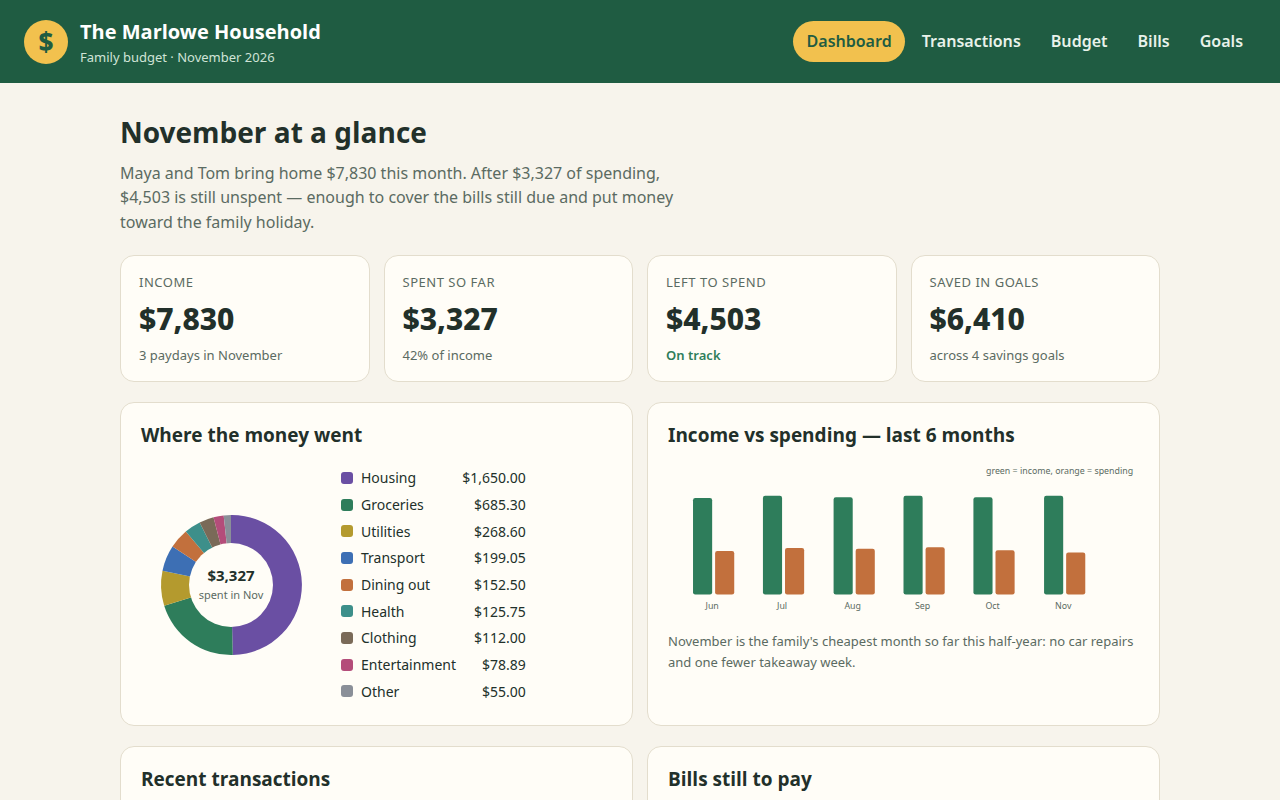 $
The Marlowe Household
Family budget · November 2026
Dashboard
Transactions
Budget
Bills
Goals
November at a glance
Maya and Tom bring home $7,830 this month. After $3,327 of spending,
$4,503 is still unspent — enough to cover the bills still due and put money
toward the family holiday.
INCOME
$7,830
3 paydays in November
SPENT SO FAR
$3,327
42% of income
LEFT TO SPEND
$4,503
On track
SAVED IN GOALS
$6,410
across 4 savings goals
Where the money went
$3,327
spent in Nov
Housing $1,650.00
Groceries $685.30
Utilities $268.60
Transport $199.05
Dining out $152.50
Health $125.75
Clothing $112.00
Entertainment $78.89
Other $55.00
Income vs spending — last 6 months
green = income, orange = spending
Jun Jul Aug Sep Oct Nov
November is the family's cheapest month so far this half-year: no car repairs
and one fewer takeaway week.
Recent transactions
Bills still to pay